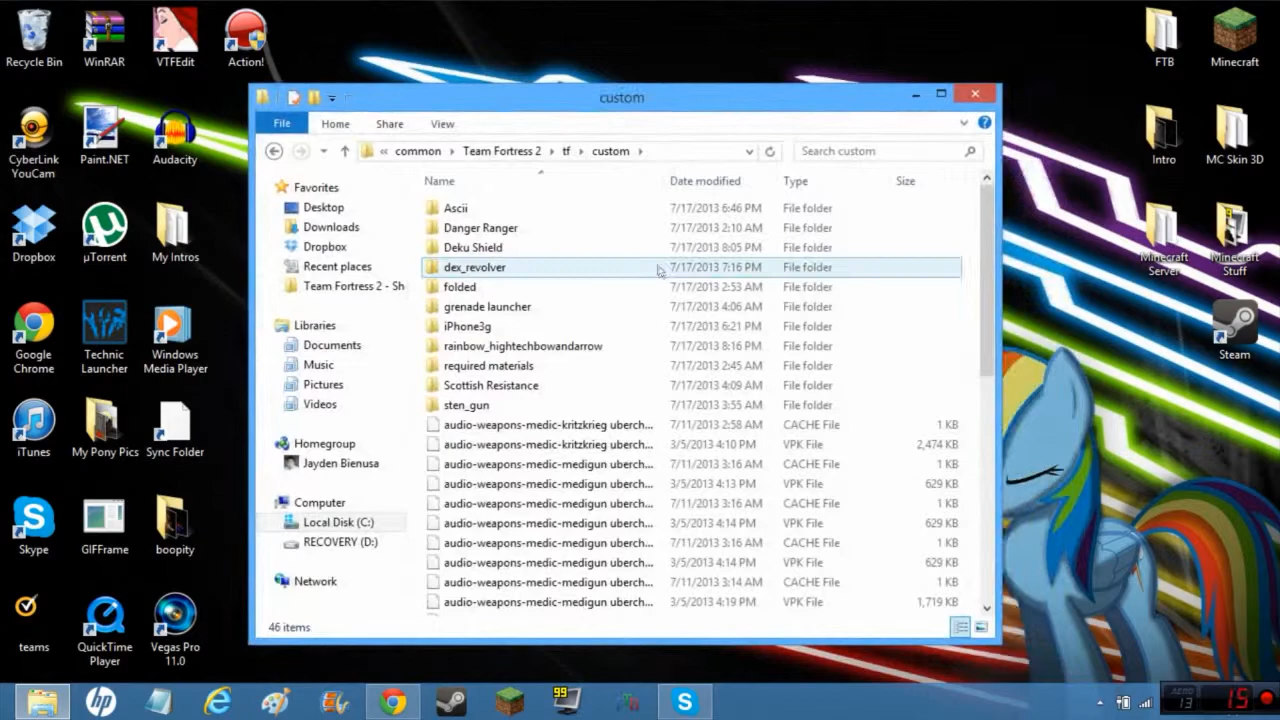 Recycle Bin
WinRAR
VTFEdit
Action!
FTB
Minecraft
custom
File
Home
Share
View
« common Team Fortress 2 tf custom
Search custom
CyberLink
YouCam
Paint.NET
Audacity
Intro
MC Skin 3D
Name
Date modified
Type
Size
Favorites
Desktop
Downloads
Dropbox
Recent places
Team Fortress 2 - Sh
Libraries
Documents
Music
Pictures
Videos
Homegroup
Jayden Bienusa
Computer
Local Disk (C:)
RECOVERY (D:)
Network
Ascii 7/17/2013 6:46 PM File folder
Danger Ranger 7/17/2013 2:10 AM File folder
Deku Shield 7/17/2013 8:05 PM File folder
dex_revolver 7/17/2013 7:16 PM File folder
folded 7/17/2013 2:53 AM File folder
grenade launcher 7/17/2013 4:06 AM File folder
iPhone3g 7/17/2013 6:21 PM File folder
rainbow_hightechbowandarrow 7/17/2013 8:16 PM File folder
required materials 7/17/2013 2:45 AM File folder
Scottish Resistance 7/17/2013 4:09 AM File folder
sten_gun 7/17/2013 3:55 AM File folder
audio-weapons-medic-kritzkrieg uberch... 7/11/2013 2:58 AM CACHE File 1 KB
audio-weapons-medic-kritzkrieg uberch... 3/5/2013 4:10 PM VPK File 2,474 KB
audio-weapons-medic-medigun uberch... 7/11/2013 3:16 AM CACHE File 1 KB
audio-weapons-medic-medigun uberch... 3/5/2013 4:13 PM VPK File 629 KB
audio-weapons-medic-medigun uberch... 7/11/2013 3:16 AM CACHE File 1 KB
audio-weapons-medic-medigun uberch... 3/5/2013 4:14 PM VPK File 629 KB
audio-weapons-medic-medigun uberch... 7/11/2013 3:16 AM CACHE File 1 KB
audio-weapons-medic-medigun uberch... 3/5/2013 4:14 PM VPK File 629 KB
audio-weapons-medic-medigun uberch... 7/11/2013 3:14 AM CACHE File 1 KB
audio-weapons-medic-medigun uberch... 3/5/2013 4:19 PM VPK File 1,719 KB
46 items
Dropbox
µTorrent
My Intros
Minecraft
Server
Minecraft
Stuff
Google
Chrome
Technic
Launcher
Windows
Media Player
Steam
iTunes
My Pony Pics
Sync Folder
Skype
GIFFrame
boopity
teams
QuickTime
Player
Vegas Pro
11.0
hp
99
AERO
13
15